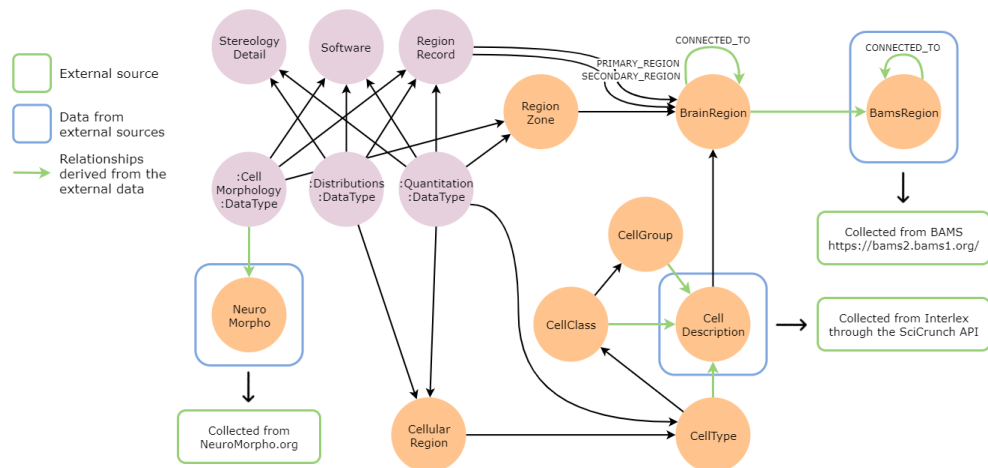 External source
Data from
external sources
Relationships
derived from the
external data
Stereology
Detail
Software
Region
Record
CONNECTED_TO
PRIMARY_REGION
SECONDARY_REGION
BrainRegion
CONNECTED_TO
BamsRegion
Region
Zone
:Cell
Morphology
:DataType
:Distributions
:DataType
:Quantitation
:DataType
Collected from BAMS
https://bams2.bams1.org/
CellGroup
Neuro
Morpho
CellClass
Cell
Description
Collected from Interlex
through the SciCrunch API
Collected from
NeuroMorpho.org
Cellular
Region
CellType